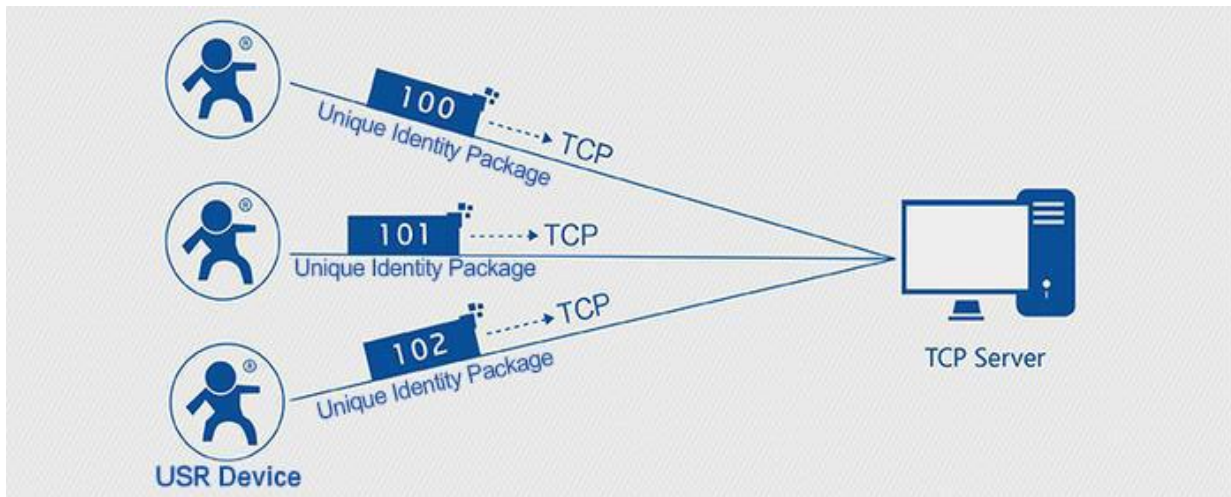 ®
100
Unique Identity Package
TCP
®
101
Unique Identity Package
TCP
®
102
Unique Identity Package
TCP
USR Device
TCP Server